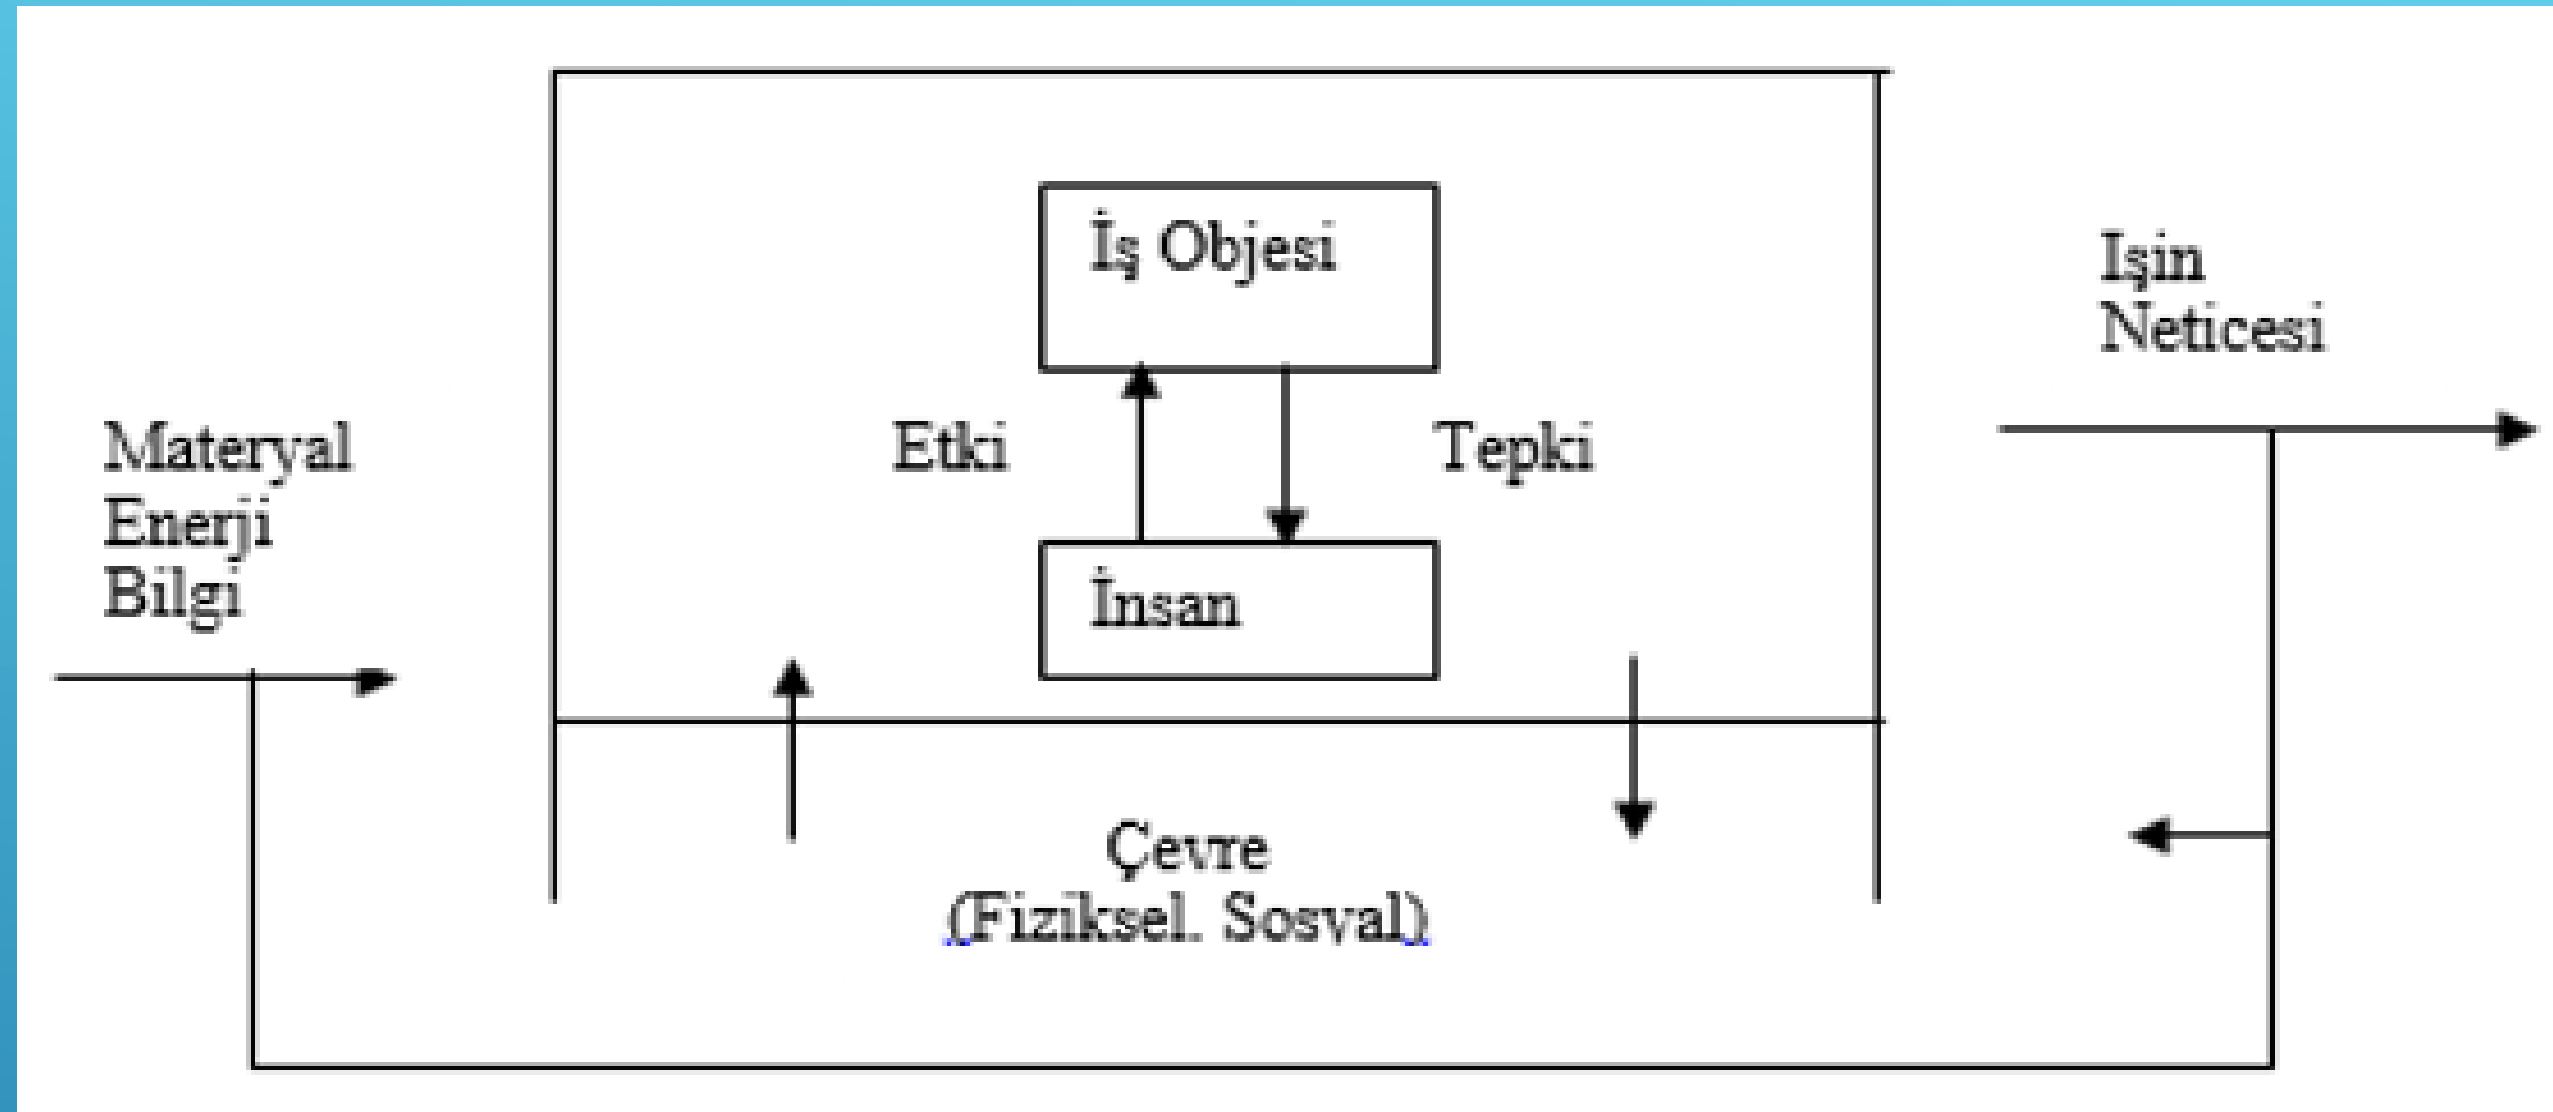 İş Objesi
Işin
Neticesi
Materyal
Enerji
Bilgi
Etki
Tepki
İnsan
Çevre
(Fiziksel. Sosyal)